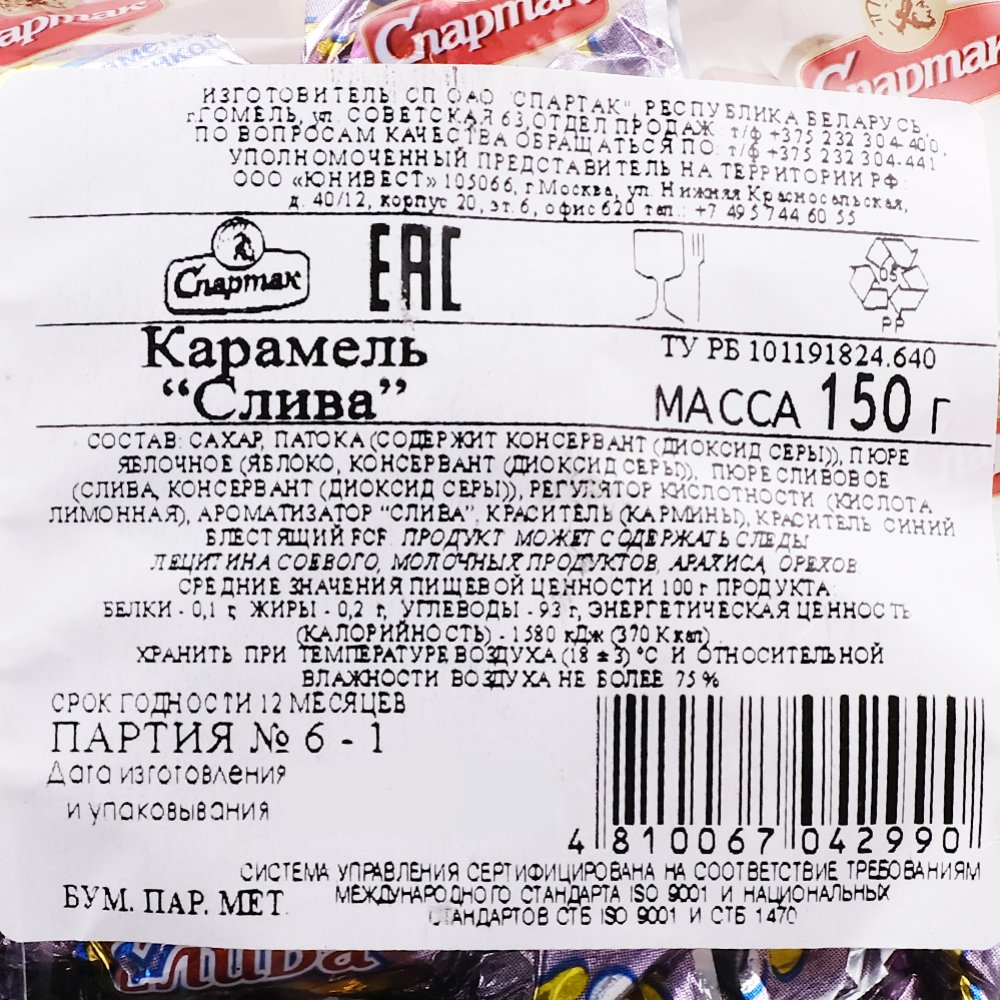 Спартак
Спартак
Спартак
ИЗГОТОВИТЕЛЬ СП ОАО "СПАРТАК", РЕСПУБЛИКА БЕЛАРУСЬ,
г.ГОМЕЛЬ, ул. СОВЕТСКАЯ 63, ОТДЕЛ ПРОДАЖ т/ф +375 232 304-400,
ПО ВОПРОСАМ КАЧЕСТВА ОБРАЩАТЬСЯ ПО: т/ф +375 232 304-441
УПОЛНОМОЧЕННЫЙ ПРЕДСТАВИТЕЛЬ НА ТЕРРИТОРИИ РФ:
ООО «ЮНИВЕСТ» 105066, г.Москва, ул. Нижняя Красносельская,
д. 40/12, корпус 20, эт. 6, офис 620 тел.: +7 495 744 60 55
Спартак
ЕАС
05
PP
Карамель
"Слива"
ТУ РБ 101191824.640
МАССА 150 г
СОСТАВ: САХАР, ПАТОКА (СОДЕРЖИТ КОНСЕРВАНТ (ДИОКСИД СЕРЫ)), ПЮРЕ
ЯБЛОЧНОЕ (ЯБЛОКО, КОНСЕРВАНТ (ДИОКСИД СЕРЫ)), ПЮРЕ СЛИВОВОЕ
(СЛИВА, КОНСЕРВАНТ (ДИОКСИД СЕРЫ)), РЕГУЛЯТОР КИСЛОТНОСТИ (КИСЛОТА
ЛИМОННАЯ), АРОМАТИЗАТОР "СЛИВА", КРАСИТЕЛЬ (КАРМИНЫ), КРАСИТЕЛЬ СИНИЙ
БЛЕСТЯЩИЙ FCF. ПРОДУКТ МОЖЕТ СОДЕРЖАТЬ СЛЕДЫ
ЛЕЦИТИНА СОЕВОГО, МОЛОЧНЫХ ПРОДУКТОВ, АРАХИСА, ОРЕХОВ.
СРЕДНИЕ ЗНАЧЕНИЯ ПИЩЕВОЙ ЦЕННОСТИ 100 г ПРОДУКТА:
БЕЛКИ - 0,1 г, ЖИРЫ - 0,2 г, УГЛЕВОДЫ - 93 г, ЭНЕРГЕТИЧЕСКАЯ ЦЕННОСТЬ
(КАЛОРИЙНОСТЬ) - 1580 кДж (370 Ккал)
ХРАНИТЬ ПРИ ТЕМПЕРАТУРЕ ВОЗДУХА (18 ± 3) °С И ОТНОСИТЕЛЬНОЙ
ВЛАЖНОСТИ ВОЗДУХА НЕ БОЛЕЕ 75 %
СРОК ГОДНОСТИ 12 МЕСЯЦЕВ
ПАРТИЯ № 6 - 1
Дата изготовления
и упаковывания
4 810067 042990
СИСТЕМА УПРАВЛЕНИЯ СЕРТИФИЦИРОВАНА НА СООТВЕТСТВИЕ ТРЕБОВАНИЯМ
МЕЖДУНАРОДНОГО СТАНДАРТА ISO 9001 И НАЦИОНАЛЬНЫХ
СТАНДАРТОВ СТБ ISO 9001 И СТБ 1470
БУМ. ПАР. МЕТ.
Слива